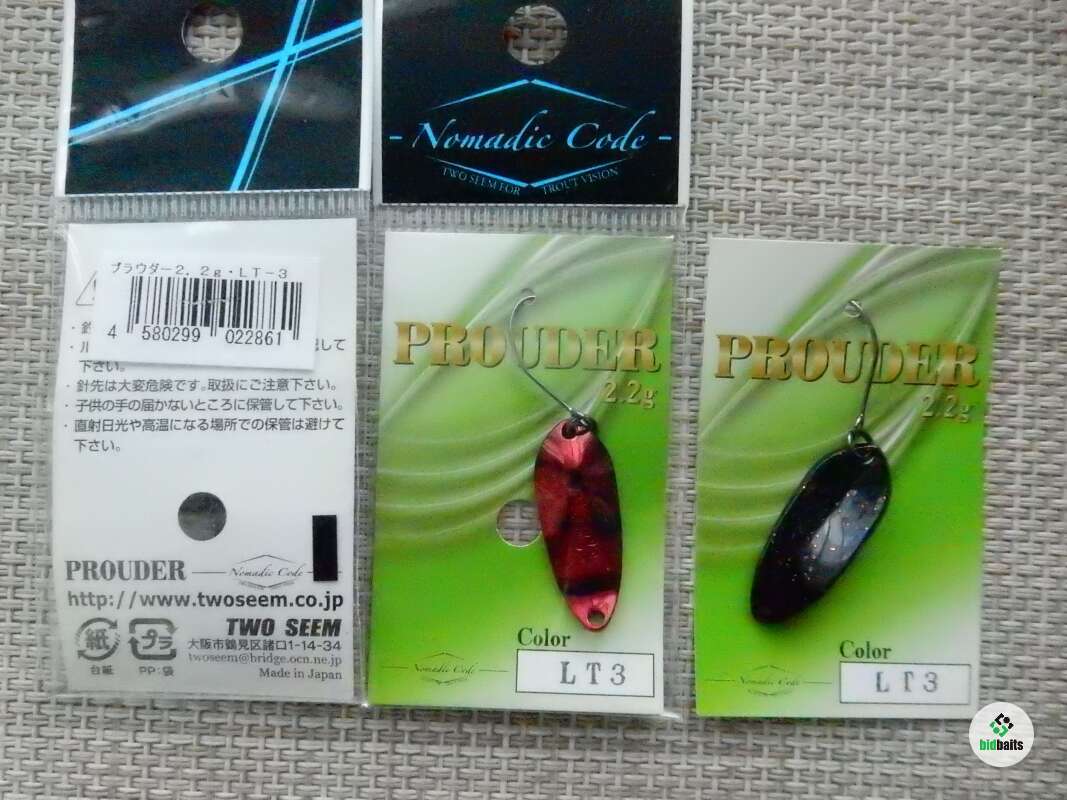 プラウダー2.2g・LT-3
4 580299 022861
して
下さい。
・針先は大変危険です。取扱にご注意下さい。
・子供の手の届かないところに保管して下さい。
・直射日光や高温になる場所での保管は避けて
下さい。
PROUDER
Nomadic Code
http://www.twoseem.co.jp
TWO SEEM
大阪市鶴見区諸口1-14-34
twoseem@bridge.ocn.ne.jp
Made in Japan
紙
台紙
プラ
PP:袋
- Nomadic Code -
TWO SEEM FOR TROUT VISION
PROUDER
2.2g
Color
LT3
Nomadic Code
PROUDER
2.2g
Color
LT3
Nomadic Code
bidbaits